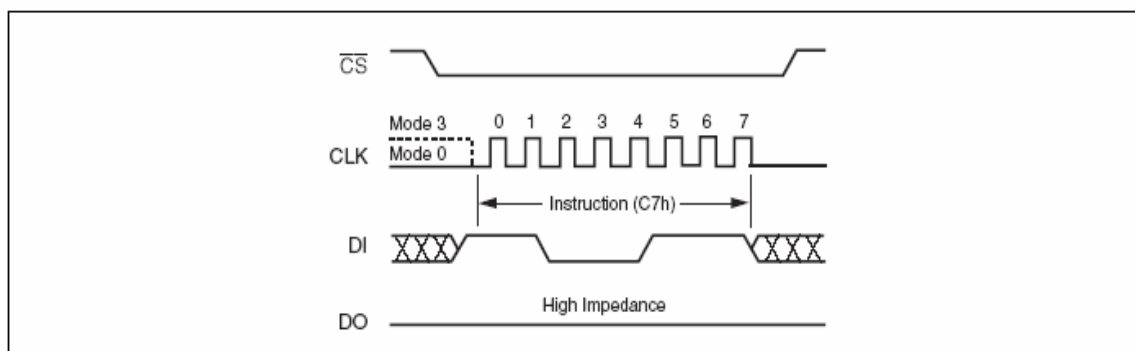 CS
Mode 3
0 1 2 3 4 5 6 7
CLK
Mode 0
Instruction (C7h)
DI
High Impedance
DO